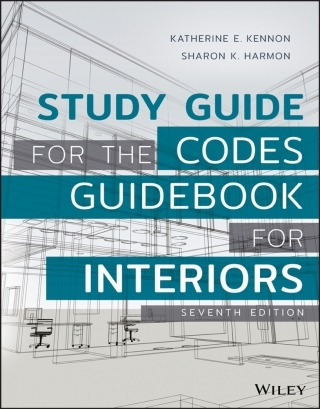 KATHERINE E. KENNON
SHARON K. HARMON
STUDY GUIDE
FOR THE CODES
GUIDEBOOK
FOR
INTERIORS
SEVENTH EDITION
WILEY